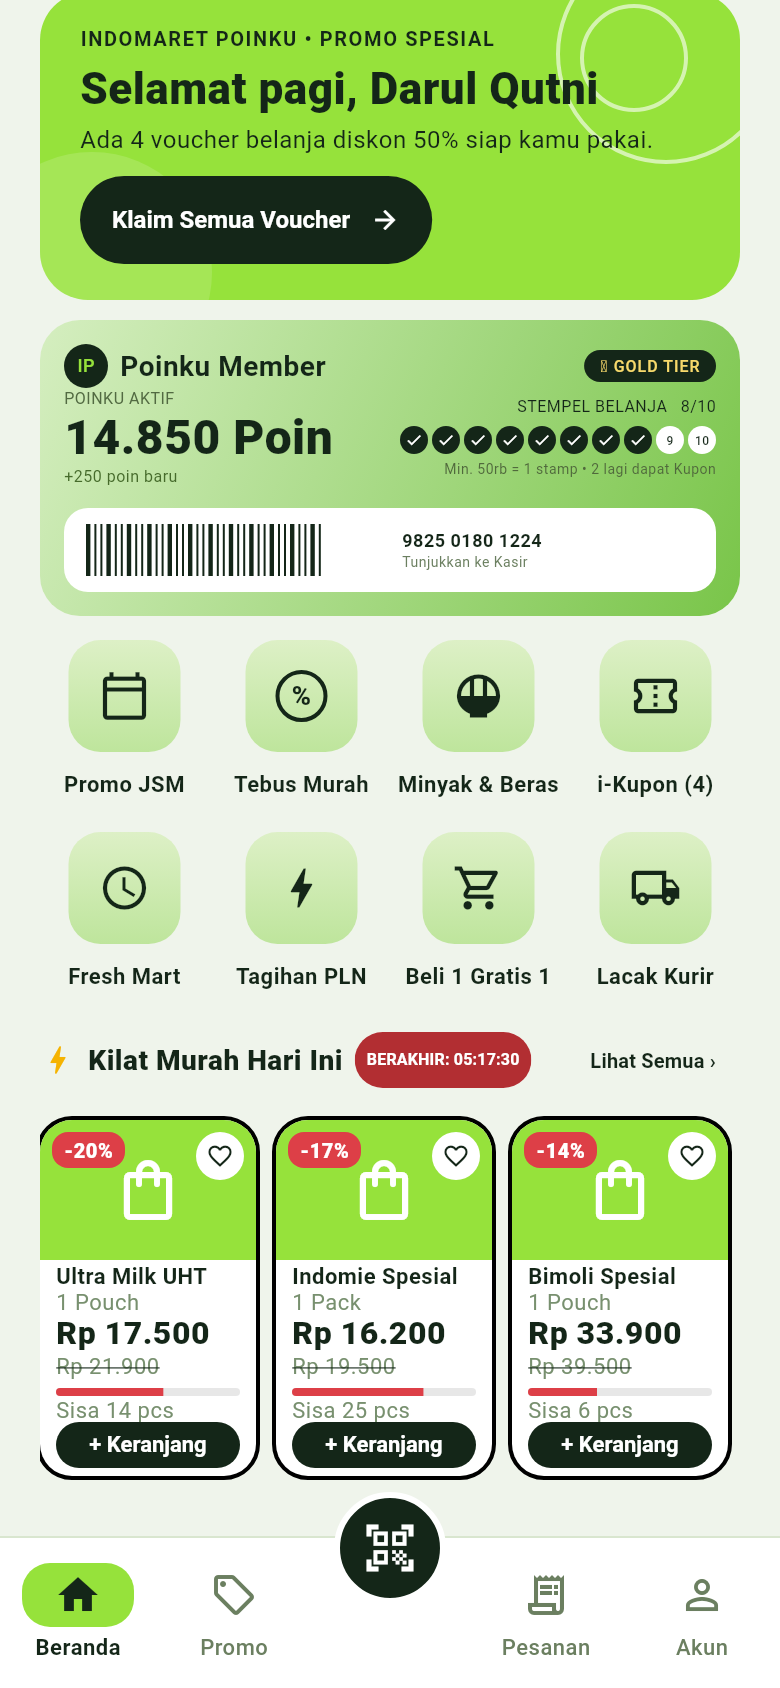 INDOMARET POINKU • PROMO SPESIAL
Selamat pagi, Darul Qutni
Ada 4 voucher belanja diskon 50% siap kamu pakai.
Klaim Semua Voucher
IP Poinku Member
GOLD TIER
POINKU AKTIF
STEMPEL BELANJA 8/10
14.850 Poin
9 10
+250 poin baru
Min. 50rb = 1 stamp • 2 lagi dapat Kupon
9825 0180 1224
Tunjukkan ke Kasir
%
Promo JSM Tebus Murah Minyak & Beras i-Kupon (4)
Fresh Mart Tagihan PLN Beli 1 Gratis 1 Lacak Kurir
Kilat Murah Hari Ini BERAKHIR: 05:17:30 Lihat Semua ›
-20%
Ultra Milk UHT
1 Pouch
Rp 17.500
Rp 21.900
Sisa 14 pcs
+ Keranjang
-17%
Indomie Spesial
1 Pack
Rp 16.200
Rp 19.500
Sisa 25 pcs
+ Keranjang
-14%
Bimoli Spesial
1 Pouch
Rp 33.900
Rp 39.500
Sisa 6 pcs
+ Keranjang
Beranda Promo Pesanan Akun